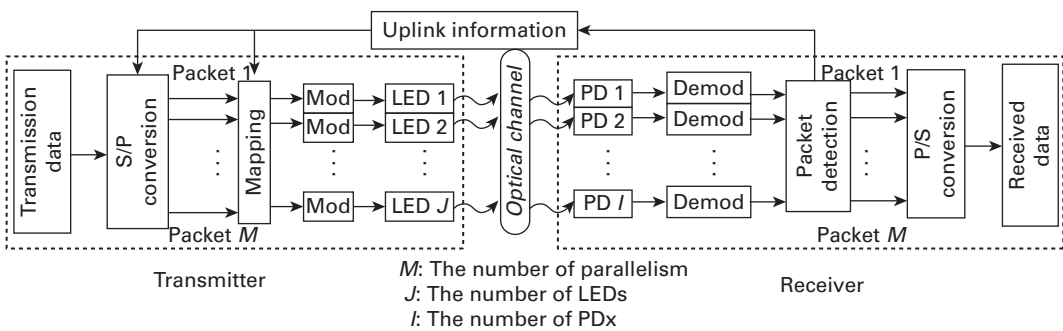 Uplink information
Packet 1
Packet 1
Transmission data
S/P conversion
Mapping
Mod
LED 1
Mod
LED 2
Mod
LED J
Optical channel
PD 1
Demod
PD 2
Demod
PD I
Demod
Packet detection
P/S conversion
Received data
Packet M
Packet M
Transmitter
M: The number of parallelism
J: The number of LEDs
I: The number of PDx
Receiver